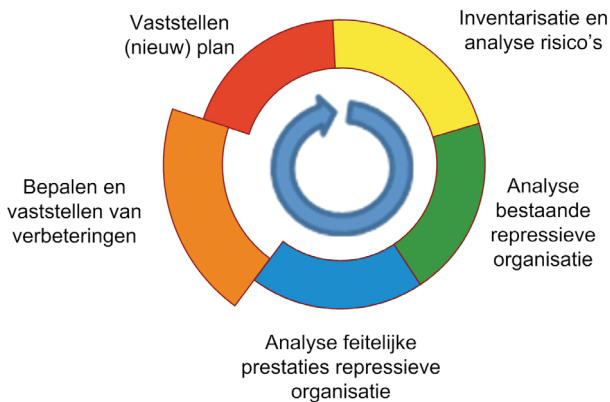 Vaststellen
(nieuw) plan
Inventarisatie en
analyse risico's
Analyse
bestaande
repressieve
organisatie
Analyse feitelijke
prestaties repressieve
organisatie
Bepalen en
vaststellen van
verbeteringen